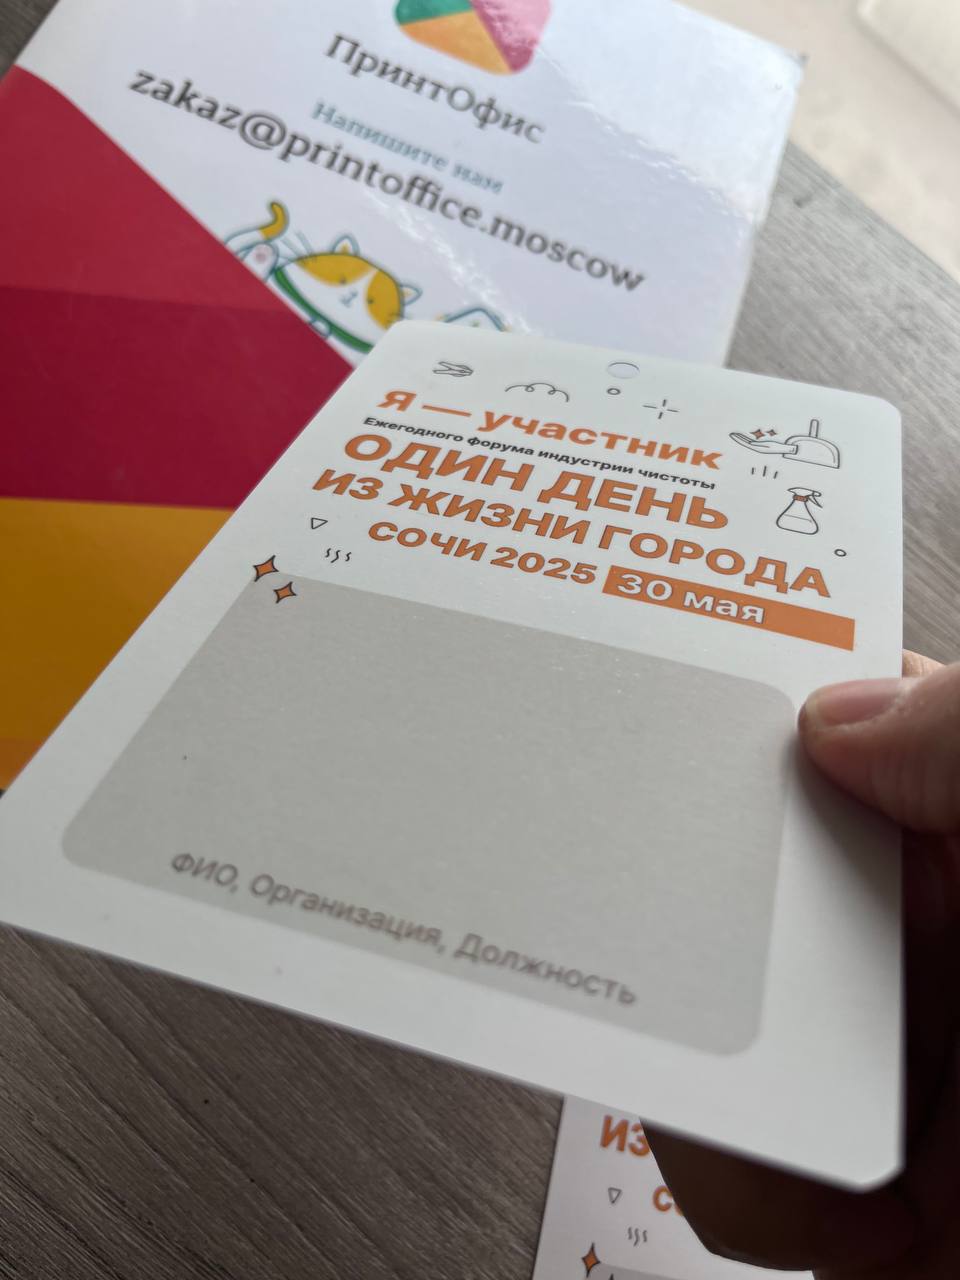 ПринтОфис
Напишите нам
zakaz@printoffice.moscow
Я — участник
Ежегодного форума индустрии чистоты
ОДИН ДЕНЬ
ИЗ ЖИЗНИ ГОРОДА
СОЧИ 2025 30 мая
ФИО, Организация, Должность
ИЗ